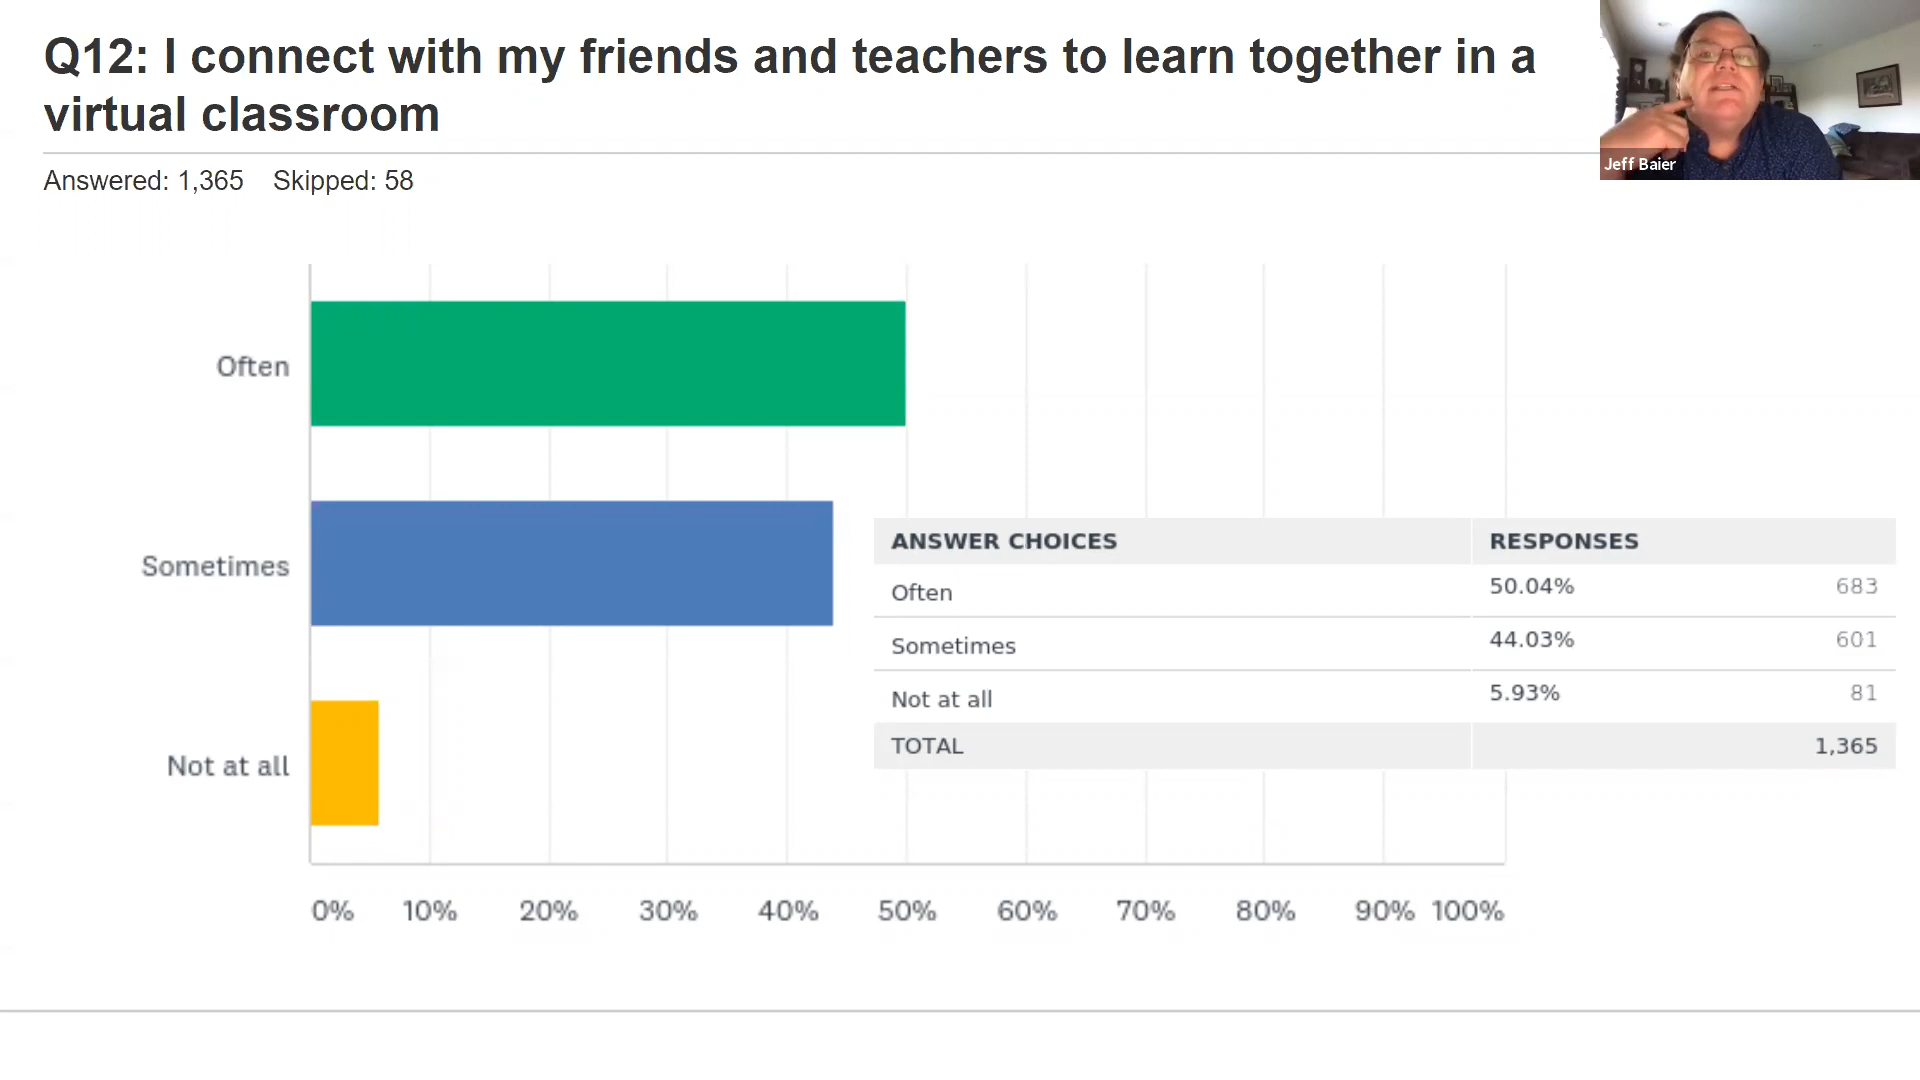 Q12: I connect with my friends and teachers to learn together in a
virtual classroom
Jeff Baier
Answered: 1,365 Skipped: 58
Often
Sometimes
Not at all
ANSWER CHOICES RESPONSES
Often 50.04% 683
Sometimes 44.03% 601
Not at all 5.93% 81
TOTAL 1,365
0% 10% 20% 30% 40% 50% 60% 70% 80% 90% 100%